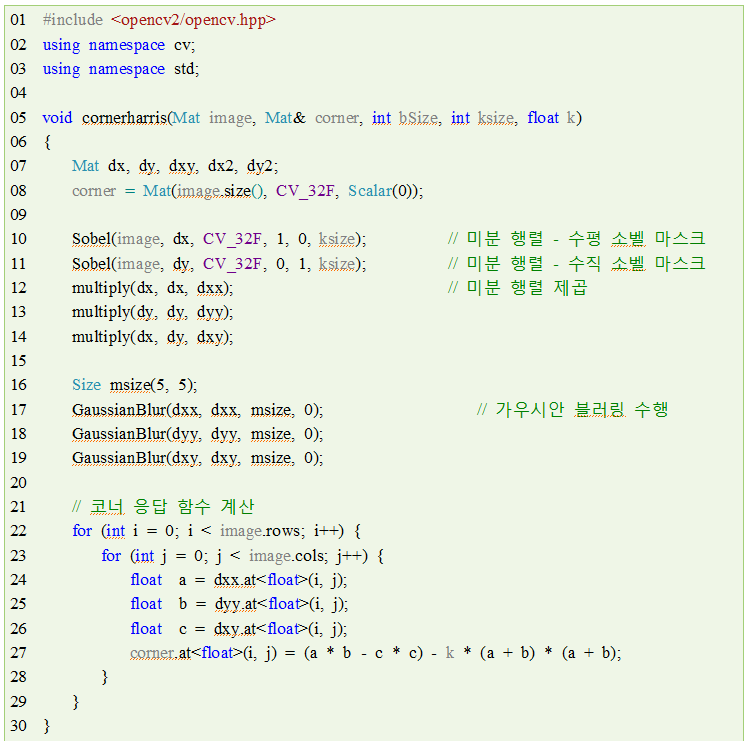 01 #include <opencv2/opencv.hpp>
02 using namespace cv;
03 using namespace std;
04
05 void cornerharris(Mat image, Mat& corner, int bSize, int ksize, float k)
06 {
07 Mat dx, dy, dxy, dx2, dy2;
08 corner = Mat(image.size(), CV_32F, Scalar(0));
09
10 Sobel(image, dx, CV_32F, 1, 0, ksize); // 미분 행렬 - 수평 소벨 마스크
11 Sobel(image, dy, CV_32F, 0, 1, ksize); // 미분 행렬 - 수직 소벨 마스크
12 multiply(dx, dx, dxx); // 미분 행렬 제곱
13 multiply(dy, dy, dyy);
14 multiply(dx, dy, dxy);
15
16 Size msize(5, 5);
17 GaussianBlur(dxx, dxx, msize, 0); // 가우시안 블러링 수행
18 GaussianBlur(dyy, dyy, msize, 0);
19 GaussianBlur(dxy, dxy, msize, 0);
20
21 // 코너 응답 함수 계산
22 for (int i = 0; i < image.rows; i++) {
23 for (int j = 0; j < image.cols; j++) {
24 float a = dxx.at<float>(i, j);
25 float b = dyy.at<float>(i, j);
26 float c = dxy.at<float>(i, j);
27 corner.at<float>(i, j) = (a * b - c * c) - k * (a + b) * (a + b);
28 }
29 }
30 }